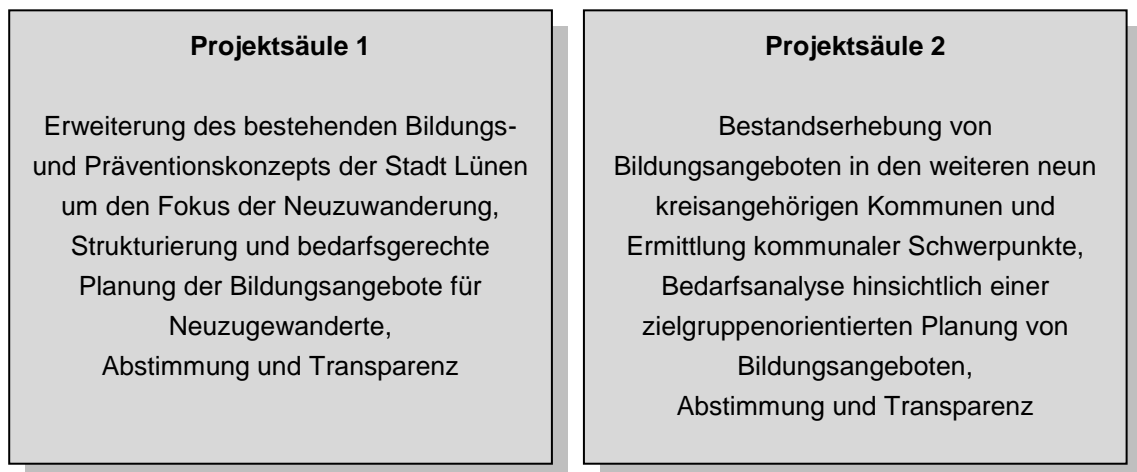 Projektsäule 1
Erweiterung des bestehenden Bildungs-
und Präventionskonzepts der Stadt Lünen
um den Fokus der Neuzuwanderung,
Strukturierung und bedarfsgerechte
Planung der Bildungsangebote für
Neuzugewanderte,
Abstimmung und Transparenz
Projektsäule 2
Bestandserhebung von
Bildungsangeboten in den weiteren neun
kreisangehörigen Kommunen und
Ermittlung kommunaler Schwerpunkte,
Bedarfsanalyse hinsichtlich einer
zielgruppenorientierten Planung von
Bildungsangeboten,
Abstimmung und Transparenz